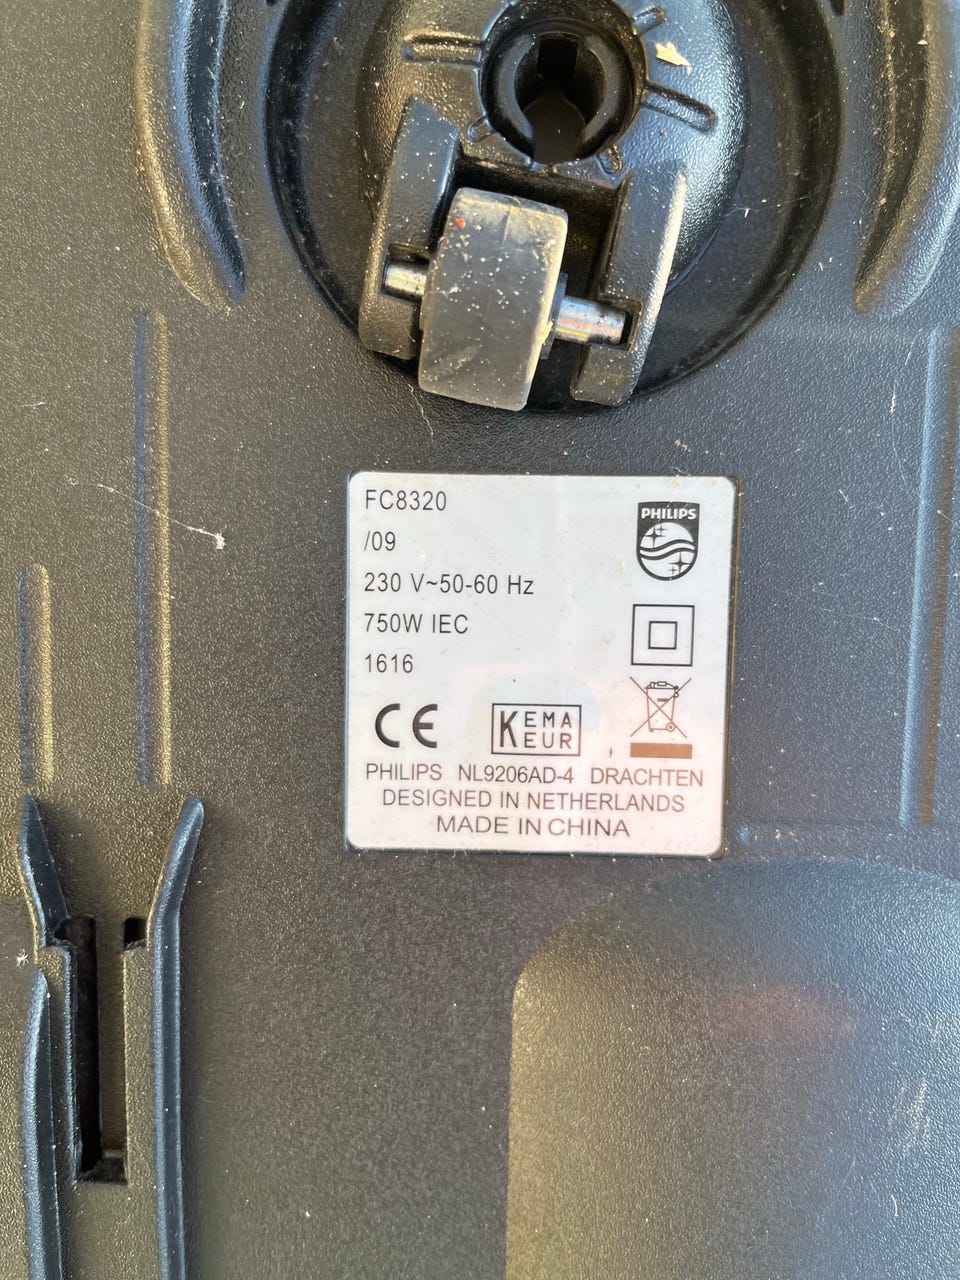 FC8320
PHILIPS
/09
230 V~50-60 Hz
750W IEC
1616
CE
KEMA
EUR
PHILIPS NL9206AD-4 DRACHTEN
DESIGNED IN NETHERLANDS
MADE IN CHINA